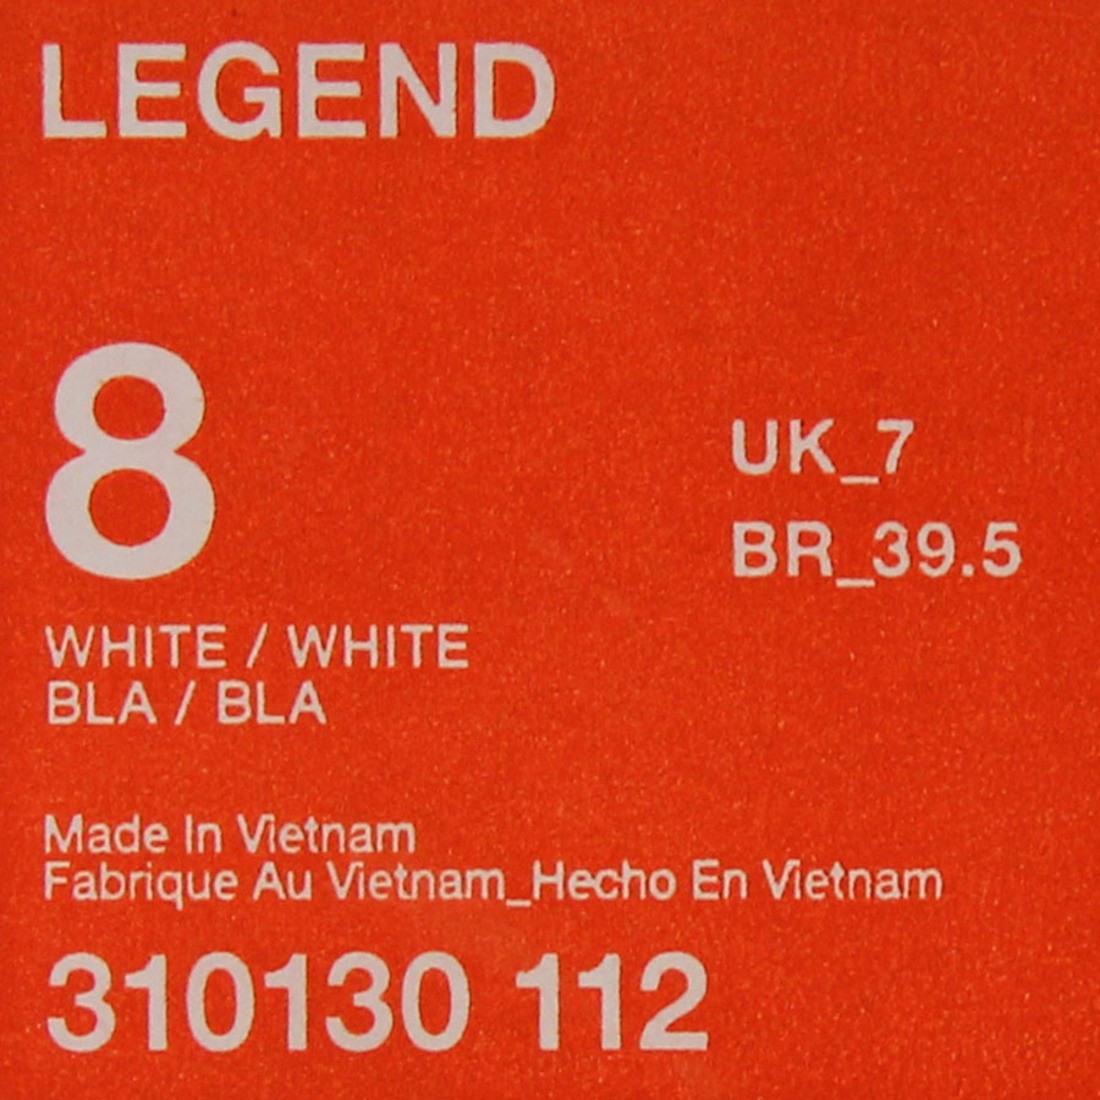 LEGEND
8
UK_7
BR_39.5
WHITE / WHITE
BLA / BLA
Made In Vietnam
Fabrique Au Vietnam_Hecho En Vietnam
310130 112